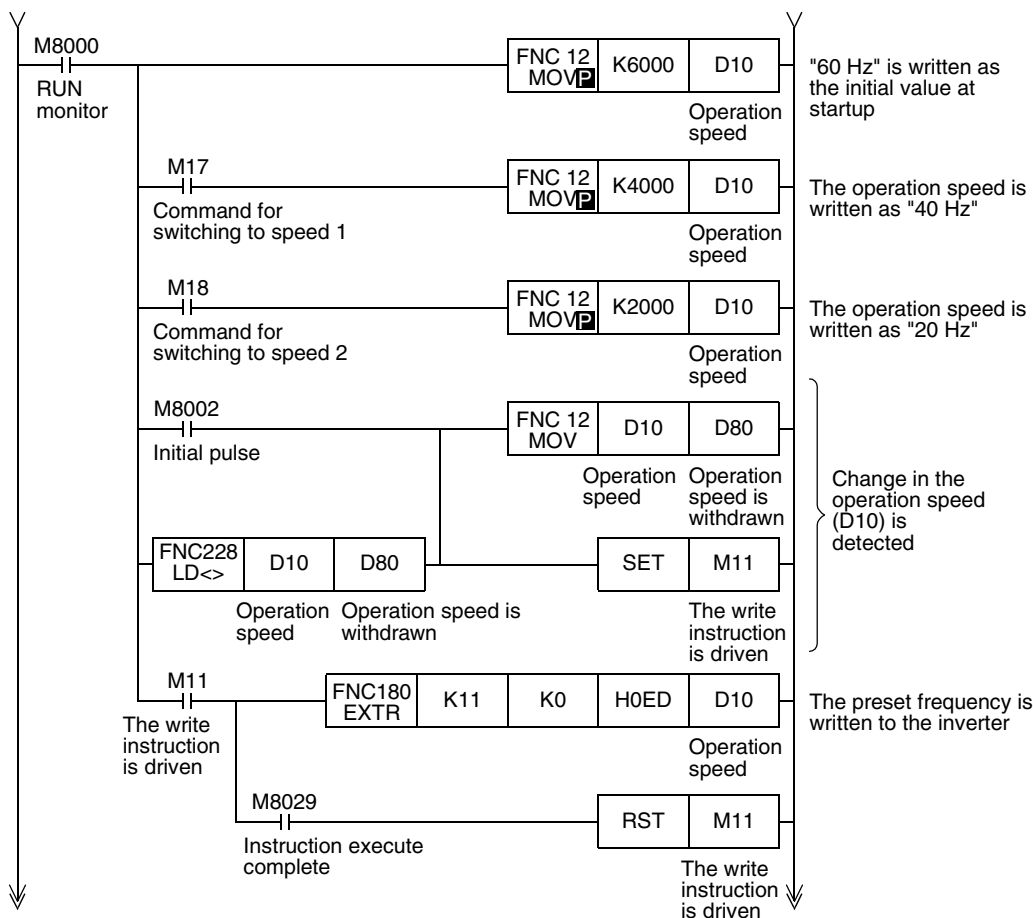 M8000
RUN
monitor
FNC 12
MOVP
K6000
D10
Operation
speed
"60 Hz" is written as
the initial value at
startup
M17
Command for
switching to speed 1
FNC 12
MOVP
K4000
D10
Operation
speed
The operation speed is
written as "40 Hz"
M18
Command for
switching to speed 2
FNC 12
MOVP
K2000
D10
Operation
speed
The operation speed is
written as "20 Hz"
M8002
Initial pulse
FNC 12
MOV
D10
D80
Operation
speed
Operation
speed is
withdrawn
Change in the
operation speed
(D10) is
detected
FNC228
LD<>
D10
D80
Operation
speed
Operation speed is
withdrawn
SET
M11
The write
instruction
is driven
M11
The write
instruction
is driven
FNC180
EXTR
K11
K0
H0ED
D10
Operation
speed
The preset frequency is
written to the inverter
M8029
Instruction execute
complete
RST
M11
The write
instruction
is driven